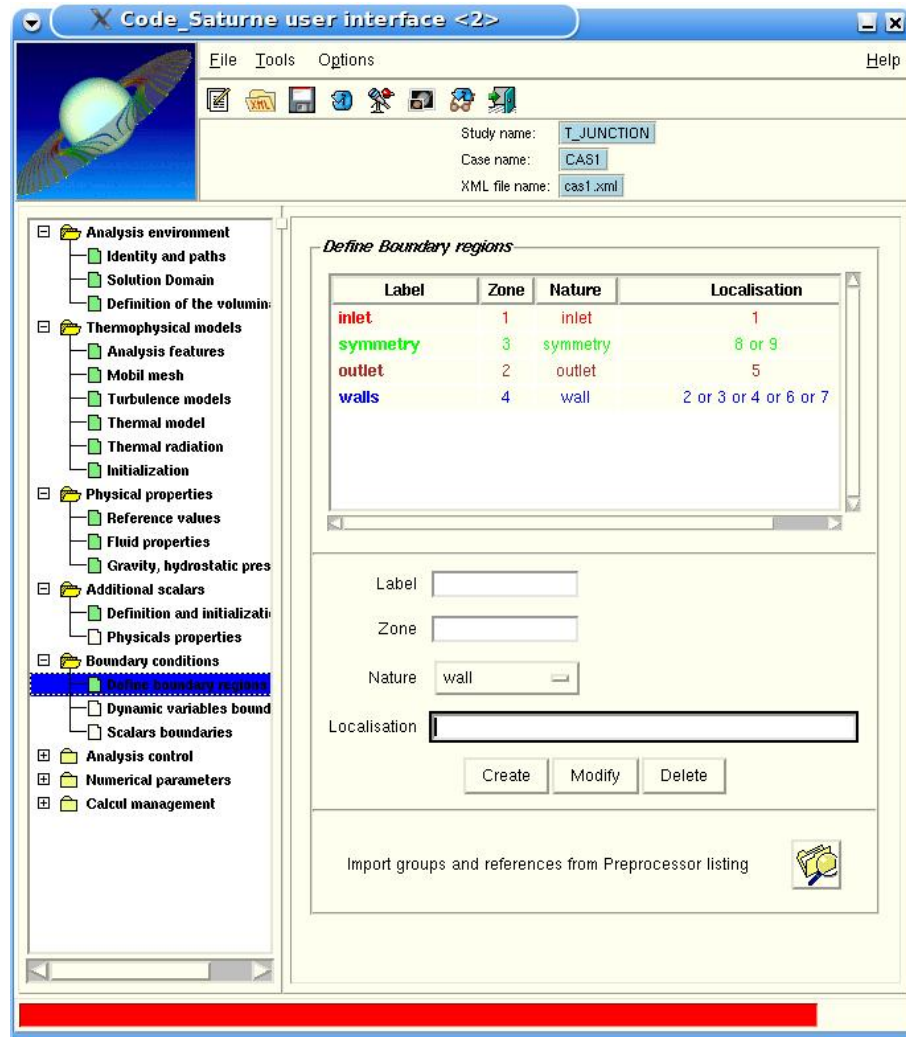 Code_Saturne user interface <2>
File Tools Options Help
XML
Study name: T_JUNCTION
Case name: CAS1
XML file name: cas1.xml
Analysis environment
Identity and paths
Solution Domain
Definition of the volumina
Thermophysical models
Analysis features
Mobil mesh
Turbulence models
Thermal model
Thermal radiation
Initialization
Physical properties
Reference values
Fluid properties
Gravity, hydrostatic pres
Additional scalars
Definition and initializati
Physicals properties
Boundary conditions
Define boundary regions
Dynamic variables bound
Scalars boundaries
Analysis control
Numerical parameters
Calcul management
Define Boundary regions
Label Zone Nature Localisation
inlet 1 inlet 1
symmetry 3 symmetry 8 or 9
outlet 2 outlet 5
walls 4 wall 2 or 3 or 4 or 6 or 7
Label
Zone
Nature wall
Localisation
Create Modify Delete
Import groups and references from Preprocessor listing